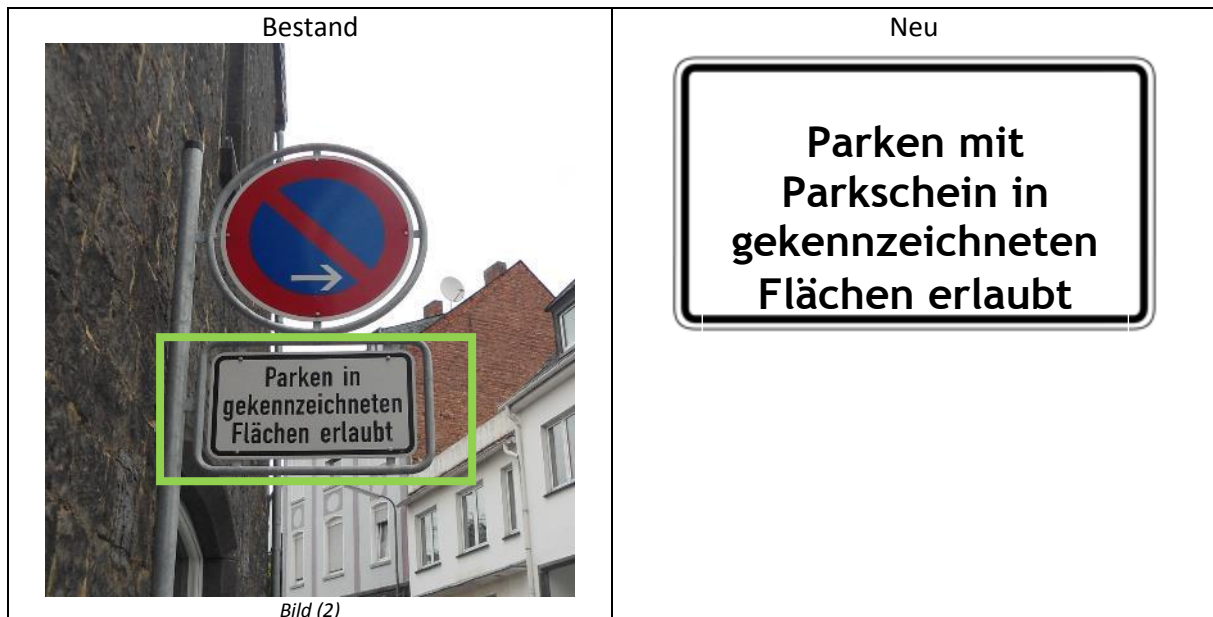 Bestand
Parken in
gekennzeichneten
Flächen erlaubt
Bild (2)
Neu
Parken mit
Parkschein in
gekennzeichneten
Flächen erlaubt